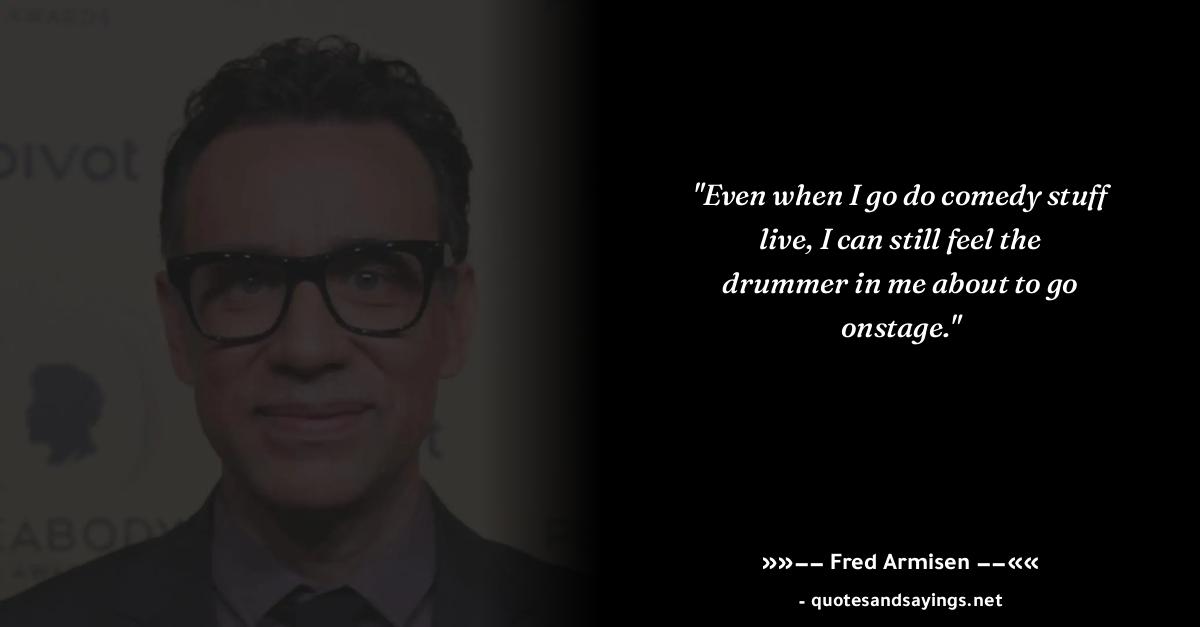 AWARDS
pivot
"Even when I go do comedy stuff
live, I can still feel the
drummer in me about to go
onstage."
t
EABODY
»»−− Fred Armisen −−««
- quotesandsayings.net